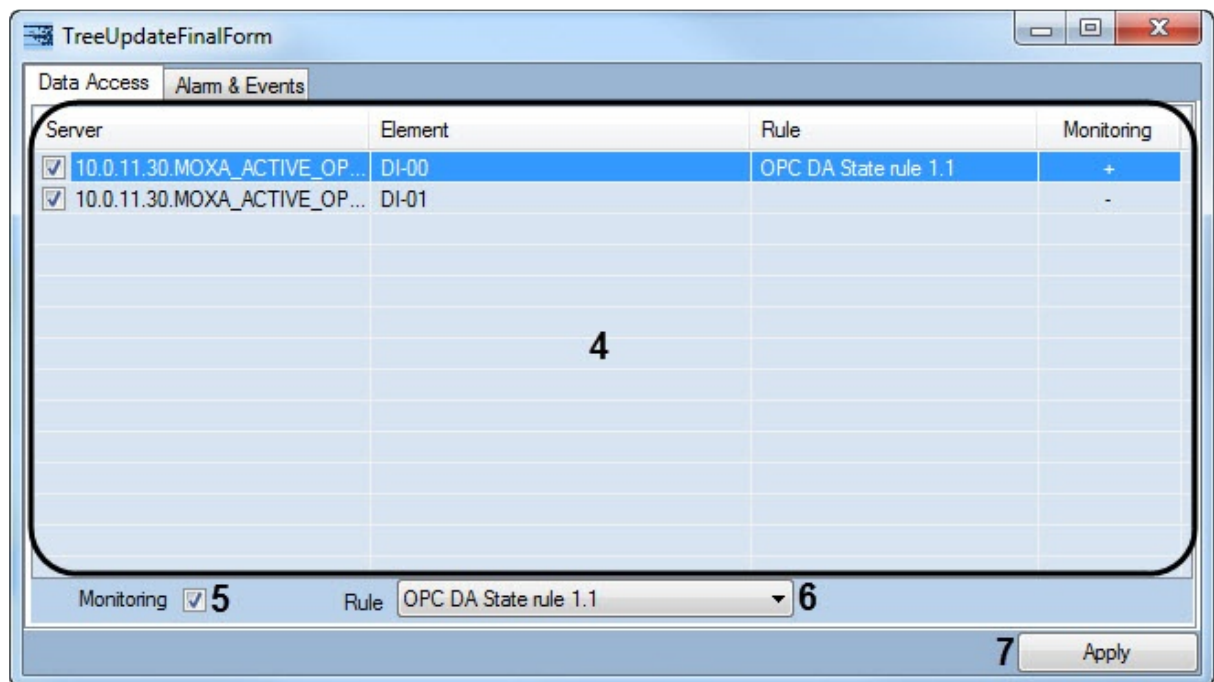 TreeUpdateFinalForm
Data Access Alarm & Events
Server Element Rule Monitoring
10.0.11.30.MOXA_ACTIVE_OP... DI-00 OPC DA State rule 1.1 +
10.0.11.30.MOXA_ACTIVE_OP... DI-01 -
4
Monitoring 5 Rule OPC DA State rule 1.1 6
7 Apply